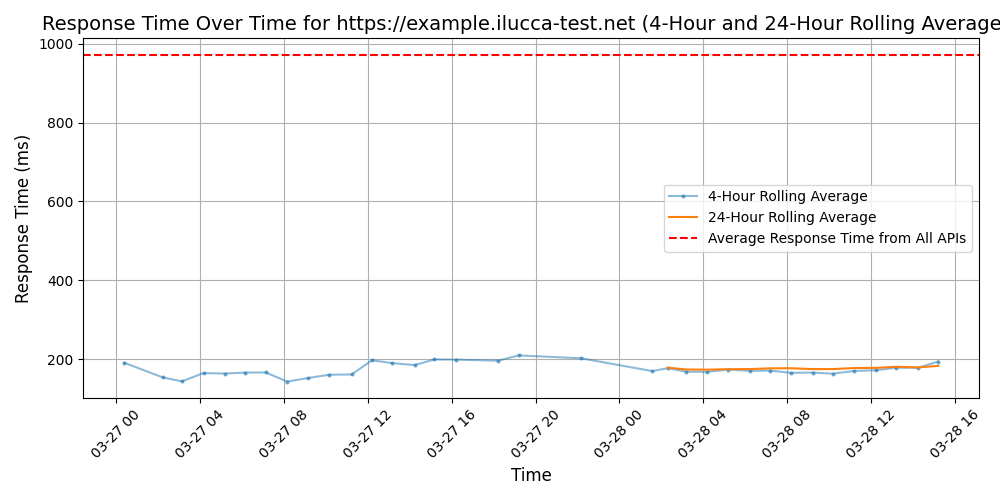 Response Time Over Time for https://example.ilucca-test.net (4-Hour and 24-Hour Rolling Average
1000
800
600
400
200
Response Time (ms)
4-Hour Rolling Average
24-Hour Rolling Average
Average Response Time from All APIs
03-27 00
03-27 04
03-27 08
03-27 12
03-27 16
03-27 20
03-28 00
03-28 04
03-28 08
03-28 12
03-28 16
Time